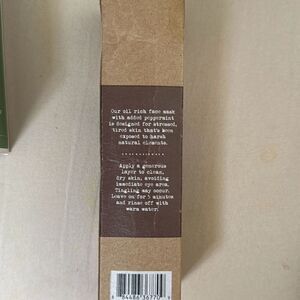 Our oil rich face mask
with added peppermint
is designed for stressed,
tired skin that's been
exposed to harsh
natural elements.
Apply a generous
layer to clean,
dry skin, avoiding
immediate eye area.
Tingling may occur.
Leave on for 5 minutes
and rinse off with
warm water.